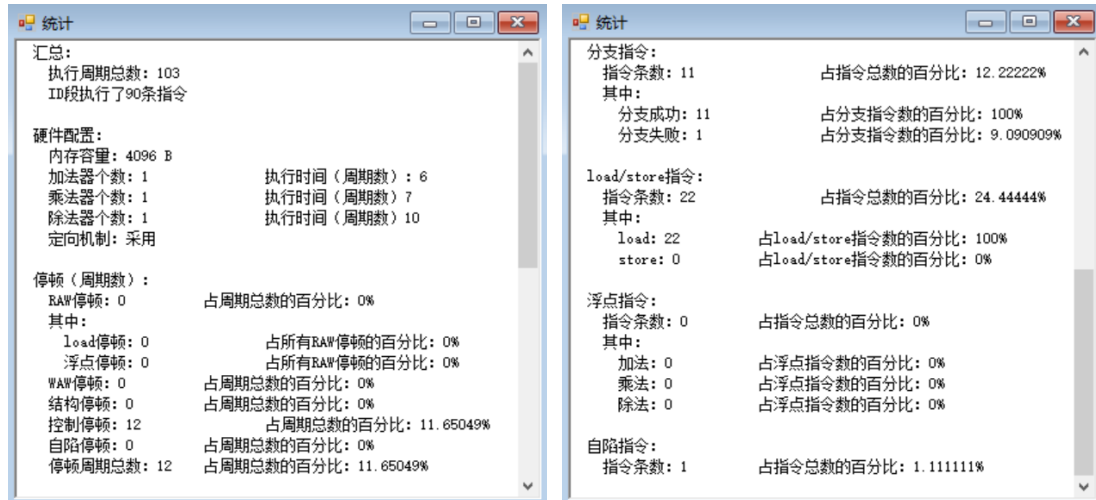 统计
汇总:
执行周期总数: 103
ID段执行了90条指令
硬件配置:
内存容量: 4096 B
加法器个数: 1 执行时间（周期数）: 6
乘法器个数: 1 执行时间（周期数）7
除法器个数: 1 执行时间（周期数）10
定向机制: 采用
停顿（周期数）:
RAW停顿: 0 占周期总数的百分比: 0%
其中:
load停顿: 0 占所有RAW停顿的百分比: 0%
浮点停顿: 0 占所有RAW停顿的百分比: 0%
WAW停顿: 0 占周期总数的百分比: 0%
结构停顿: 0 占周期总数的百分比: 0%
控制停顿: 12 占周期总数的百分比: 11.65049%
自陷停顿: 0 占周期总数的百分比: 0%
停顿周期总数: 12 占周期总数的百分比: 11.65049%
统计
分支指令:
指令条数: 11 占指令总数的百分比: 12.22222%
其中:
分支成功: 11 占分支指令数的百分比: 100%
分支失败: 1 占分支指令数的百分比: 9.090909%
load/store指令:
指令条数: 22 占指令总数的百分比: 24.44444%
其中:
load: 22 占load/store指令数的百分比: 100%
store: 0 占load/store指令数的百分比: 0%
浮点指令:
指令条数: 0 占指令总数的百分比: 0%
其中:
加法: 0 占浮点指令数的百分比: 0%
乘法: 0 占浮点指令数的百分比: 0%
除法: 0 占浮点指令数的百分比: 0%
自陷指令:
指令条数: 1 占指令总数的百分比: 1.111111%